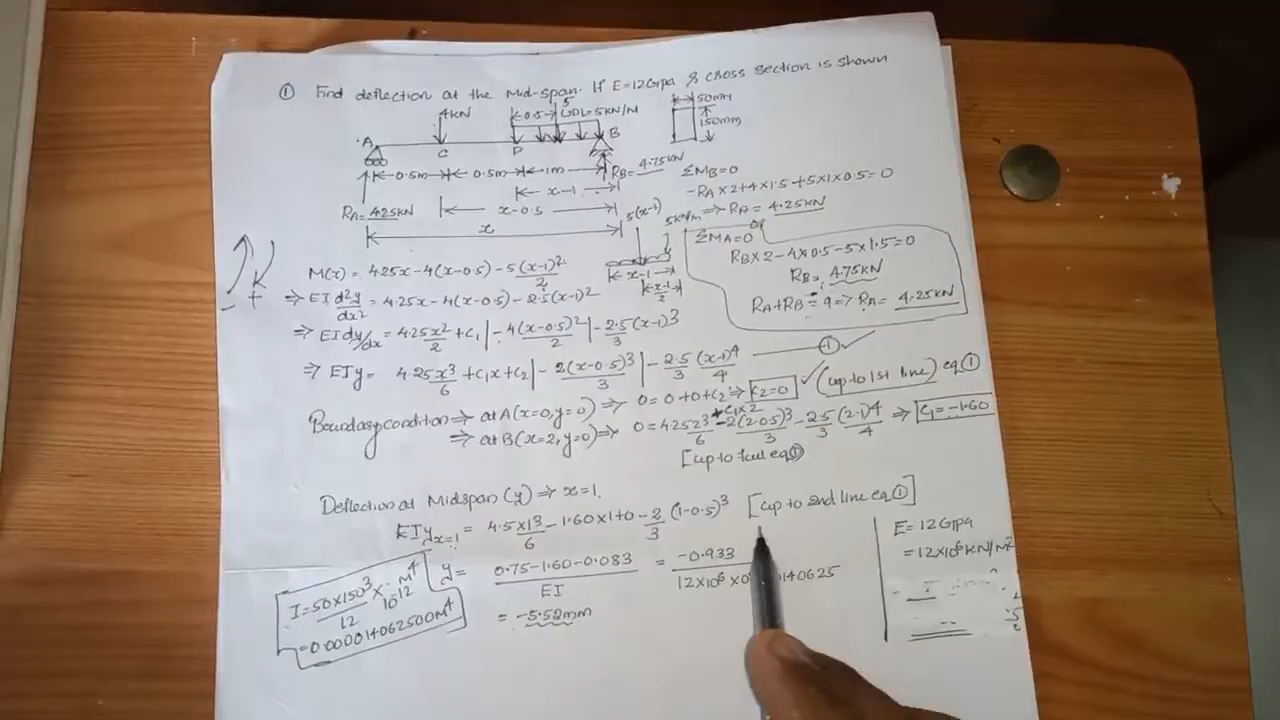 ① Find deflection at the Mid-span. If E=12Gpa & cross section is shown
4KN
0.5 UDL=5KN/M
50MM
150MM
A C P B
0.5m 0.5m 1m
RB= 4.75KN
x-1
RA= 4.25KN
x-0.5
x
ΣMB=0
-RA×2+4×1.5+5×1×0.5=0
⇒ RA= 4.25KN
or
ΣMA=0
RB×2-4×0.5-5×1.5=0
RB= 4.75KN
RA+RB=9⇒ RA= 4.25KN
5(x-1) 5KN/m
x-1
x-1/2
- +
M(x)= 4.25x-4(x-0.5)-5(x-1)²/2
⇒ EI d²y/dx² = 4.25x-4(x-0.5)-2.5(x-1)²
⇒ EI dy/dx = 4.25x²/2 +C1 | -4(x-0.5)²/2 | -2.5/3 (x-1)³
⇒ EIy= 4.25x³/6 +C1x+C2 | -2(x-0.5)³/3 | -2.5/3 (x-1)⁴/4 ①
Boundary condition ⇒ at A(x=0,y=0) ⇒ 0=0+0+C2 ⇒ C2=0 (up to 1st line) eq①
⇒ at B(x=2,y=0)⇒ 0=4.252³/6 +C1×2 -2(2-0.5)³/3 -2.5/3 (2-1)⁴/4 ⇒ C1=-1.60
[up to full eq①]
Deflection at Midspan(y) ⇒ x=1.
EIy x=1 = 4.5×1³/6 -1.60×1+0-2/3 (1-0.5)³ [up to 2nd line eq①]
y= 0.75-1.60-0.083/EI = -0.933/12×10⁶×0 140625
= -5.52mm
I=50×150³/12 × 10⁻¹² M⁴
=0.000014062500M⁴
E=12Gpa
=12×10⁶KN/M²